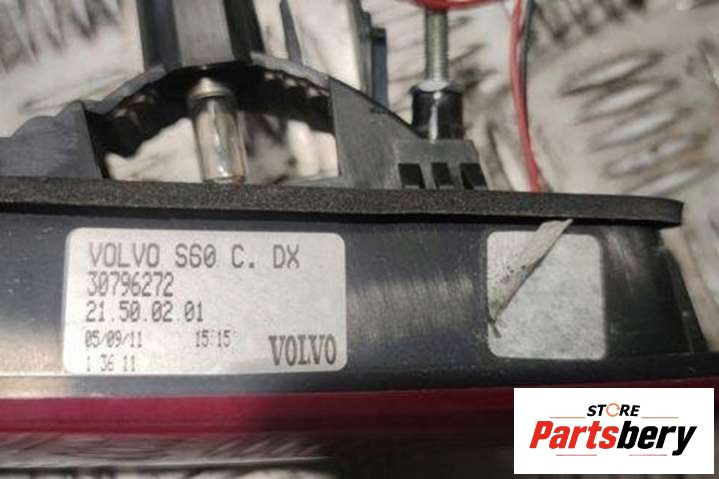 VOLVO S60 C. DX
30796272
21.50.02.01
05/09/11 15:15
1 36 11 VOLVO
STORE
Partsbery